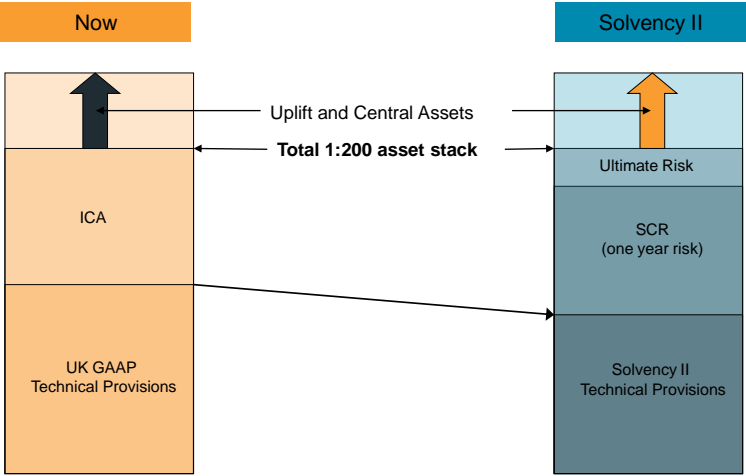 Now
Solvency II
Uplift and Central Assets
Total 1:200 asset stack
Ultimate Risk
ICA
SCR
(one year risk)
UK GAAP
Technical Provisions
Solvency II
Technical Provisions